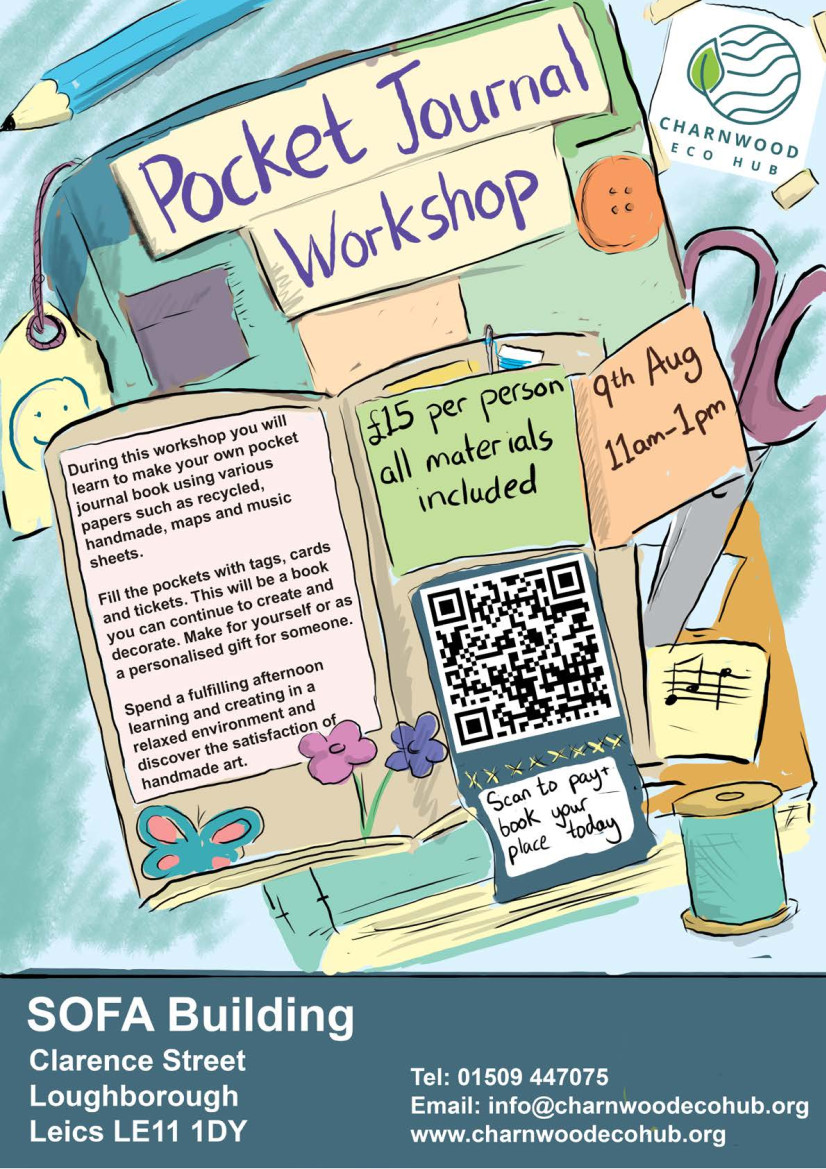 Pocket Journal
Workshop
CHARNWOOD
ECO HUB
£15 per person
all materials
included
9th Aug
11am-1pm
During this workshop you will
learn to make your own pocket
journal book using various
papers such as recycled,
handmade, maps and music
sheets.
Fill the pockets with tags, cards
and tickets. This will be a book
you can continue to create and
decorate. Make for yourself or as
a personalised gift for someone.
Spend a fulfilling afternoon
learning and creating in a
relaxed environment and
discover the satisfaction of
handmade art.
Scan to pay+
book your
place today
SOFA Building
Clarence Street
Loughborough
Leics LE11 1DY
Tel: 01509 447075
Email: info@charnwoodecohub.org
www.charnwoodecohub.org